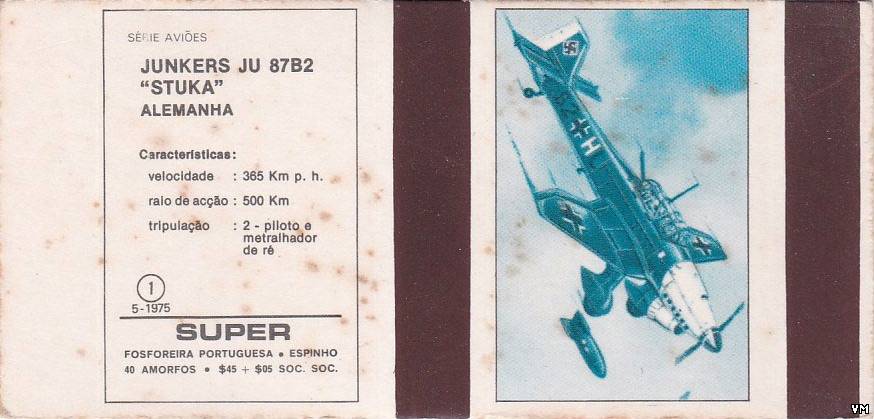 SÉRIE AVIÕES
JUNKERS JU 87B2
“STUKA”
ALEMANHA
Características:
velocidade : 365 Km p. h.
raio de acção : 500 Km
tripulação : 2 - piloto e
metralhador
de ré
1
5-1975
SUPER
FOSFOREIRA PORTUGUESA • ESPINHO
40 AMORFOS • $45 + $05 SOC. SOC.
H
VM